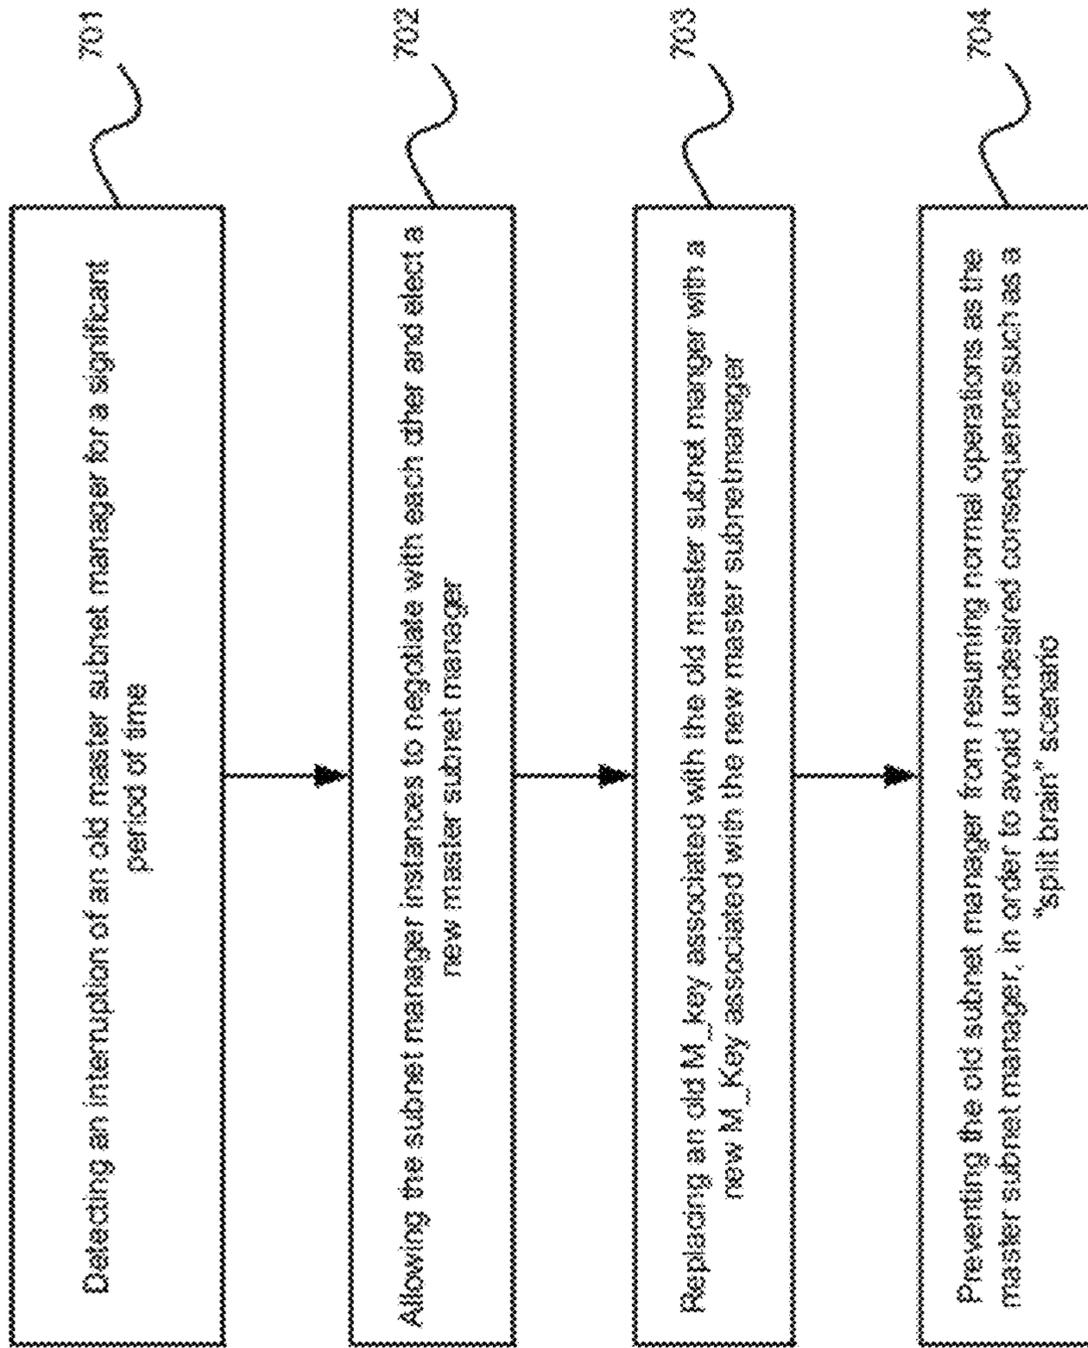 Detecting an interruption of an old master subnet manager for a significant
period of time
701
Allowing the subnet manager instances to negotiate with each other and elect a
new master subnet manager
702
Replacing an old M_key associated with the old master subnet manger with a
new M_Key associated with the new master subnetmanager
703
Preventing the old subnet manager from resuming normal operations as the
master subnet manager, in order to avoid undesired consequence such as a
"split brain" scenario
704